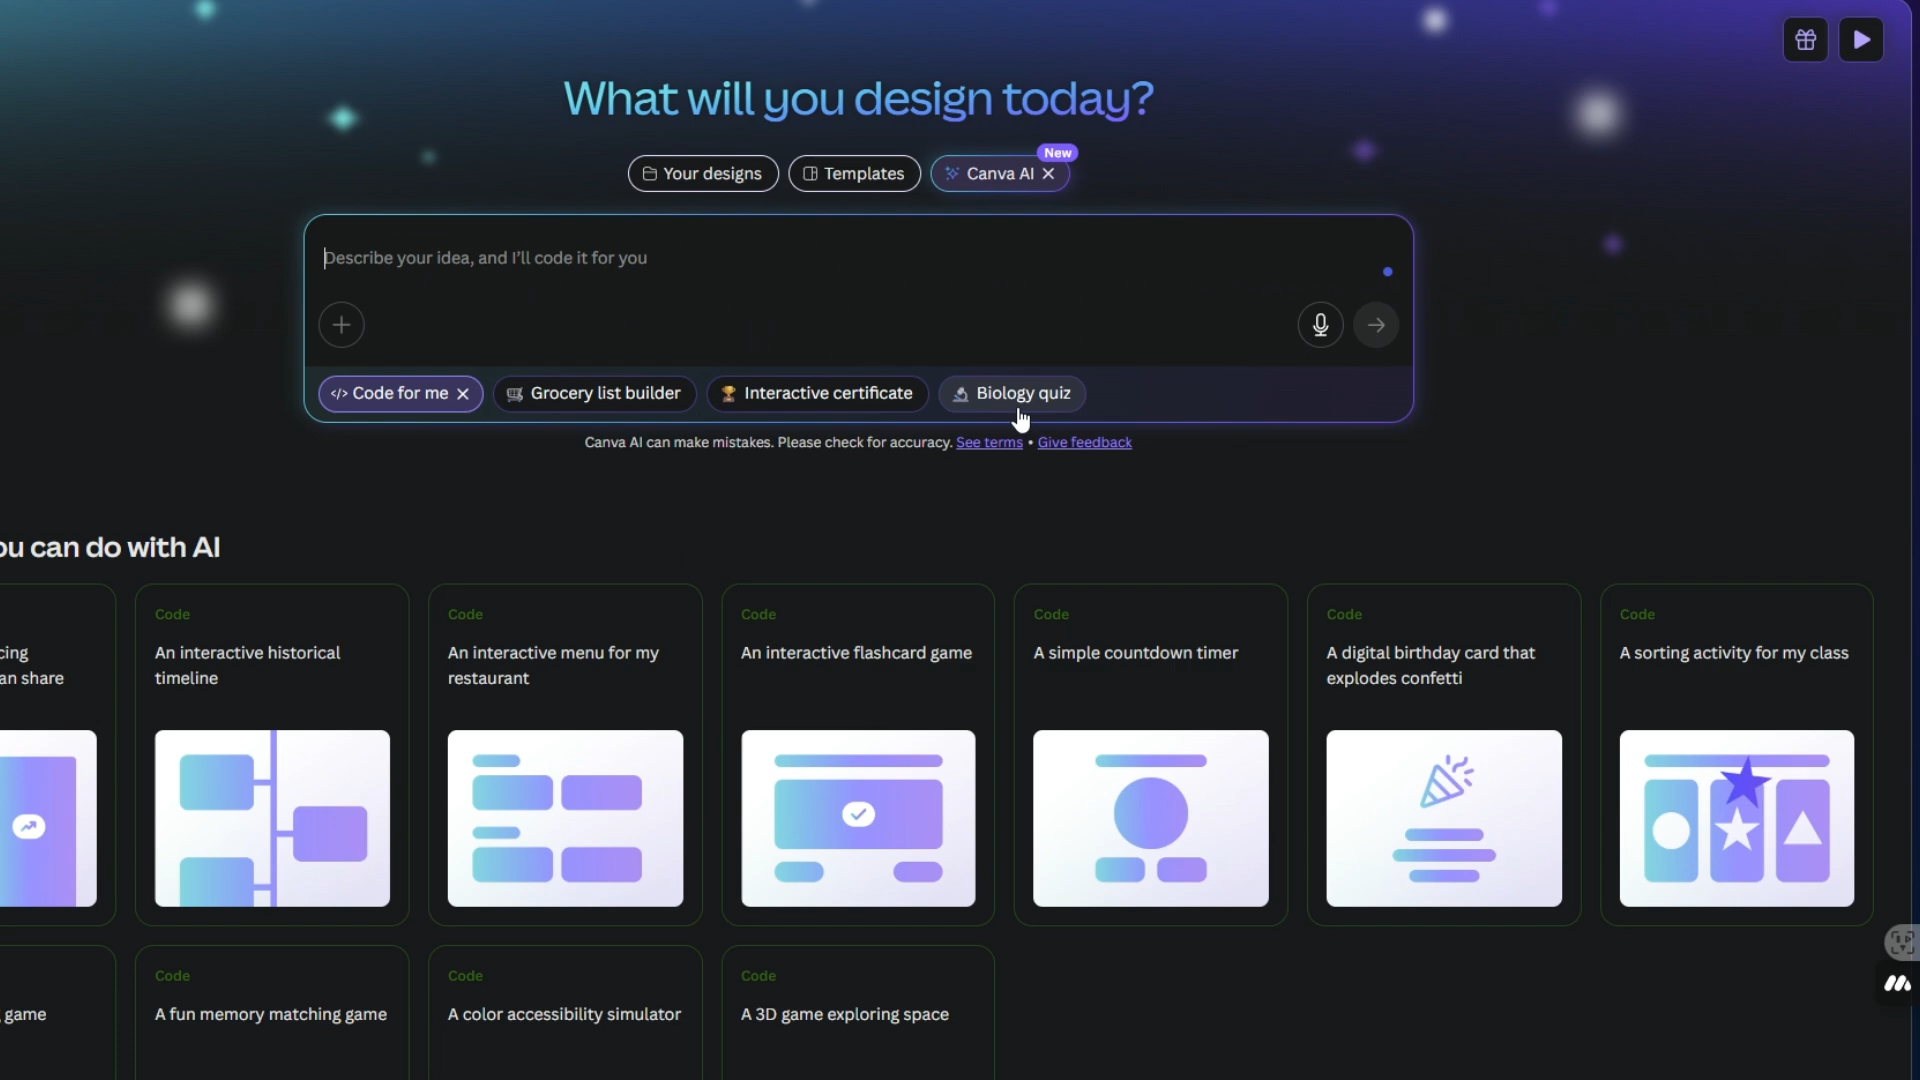 What will you design today?
New
Your designs
Templates
Canva AI
Describe your idea, and I'll code it for you
</> Code for me
Grocery list builder
Interactive certificate
Biology quiz
Canva AI can make mistakes. Please check for accuracy. See terms • Give feedback
ou can do with AI
cing
an share
Code
An interactive historical
timeline
Code
An interactive menu for my
restaurant
Code
An interactive flashcard game
Code
A simple countdown timer
Code
A digital birthday card that
explodes confetti
Code
A sorting activity for my class
game
Code
A fun memory matching game
Code
A color accessibility simulator
Code
A 3D game exploring space